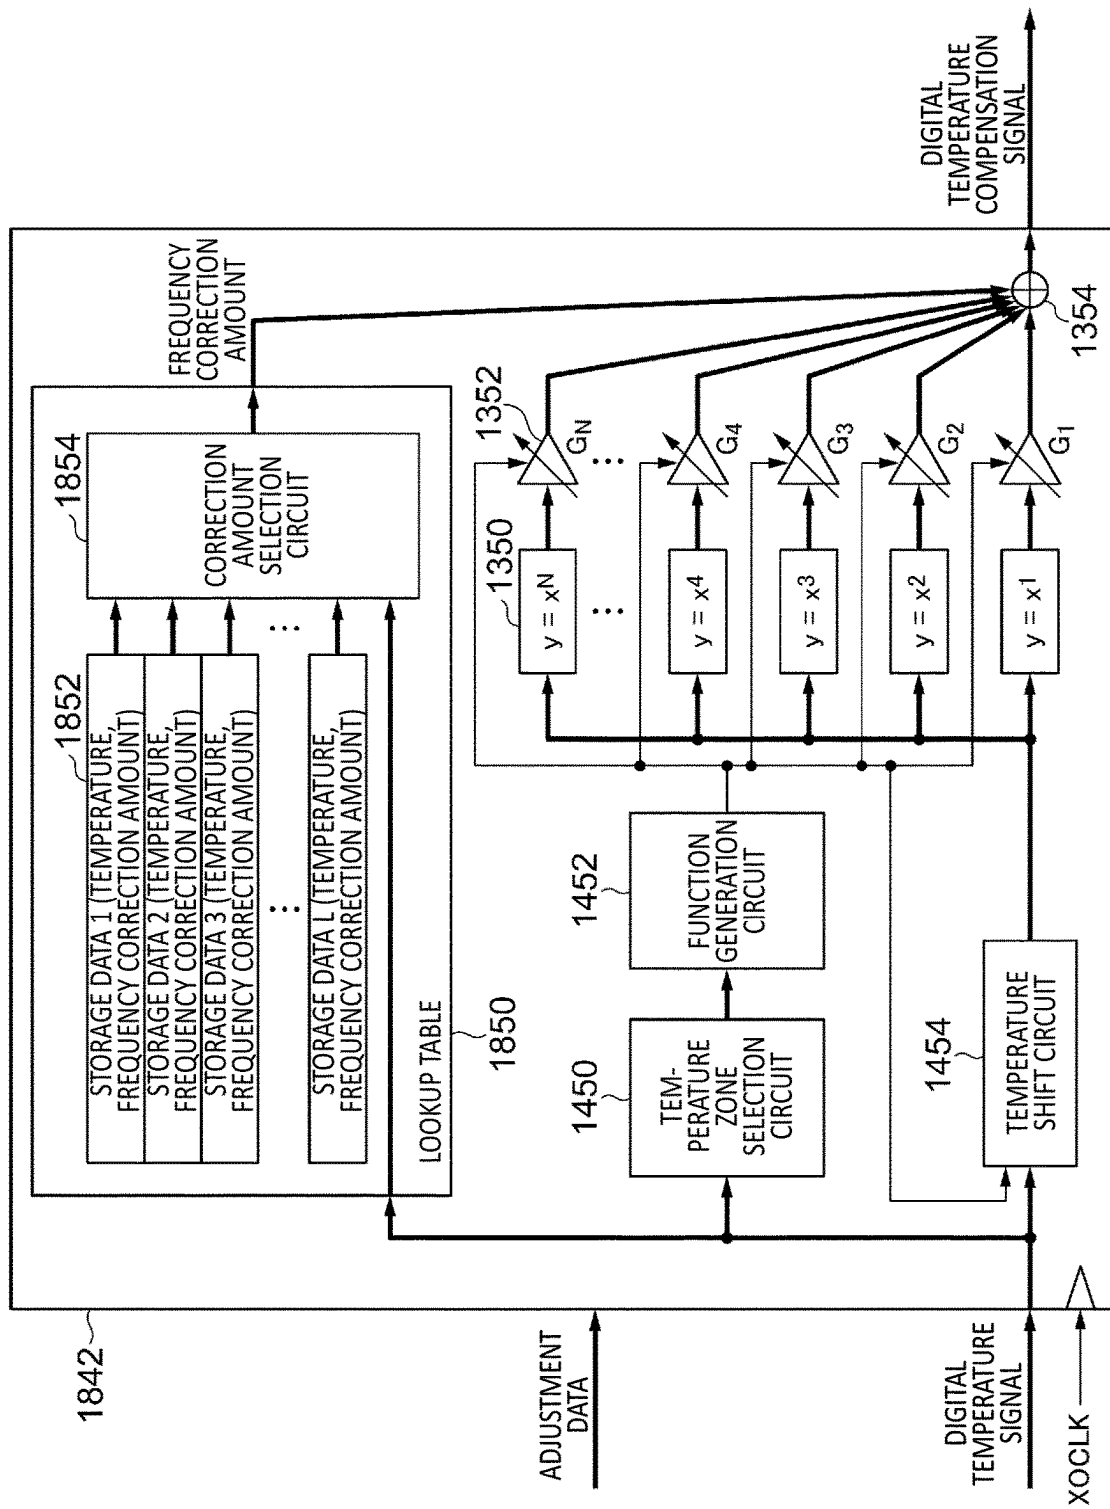 1842
ADJUSTMENT
DATA
DIGITAL
TEMPERATURE
SIGNAL
XOCLK
1852
STORAGE DATA 1 (TEMPERATURE,
FREQUENCY CORRECTION AMOUNT)
STORAGE DATA 2 (TEMPERATURE,
FREQUENCY CORRECTION AMOUNT)
STORAGE DATA 3 (TEMPERATURE,
FREQUENCY CORRECTION AMOUNT)
...
STORAGE DATA L (TEMPERATURE,
FREQUENCY CORRECTION AMOUNT)
...
LOOKUP TABLE
1850
1854
CORRECTION
AMOUNT
SELECTION
CIRCUIT
FREQUENCY
CORRECTION
AMOUNT
1450
TEM-
PERATURE
ZONE
SELECTION
CIRCUIT
1452
FUNCTION
GENERATION
CIRCUIT
1454
TEMPERATURE
SHIFT CIRCUIT
1350
y = x^N
...
y = x^4
y = x^3
y = x^2
y = x^1
1352
G_N
...
G_4
G_3
G_2
G_1
1354
DIGITAL
TEMPERATURE
COMPENSATION
SIGNAL